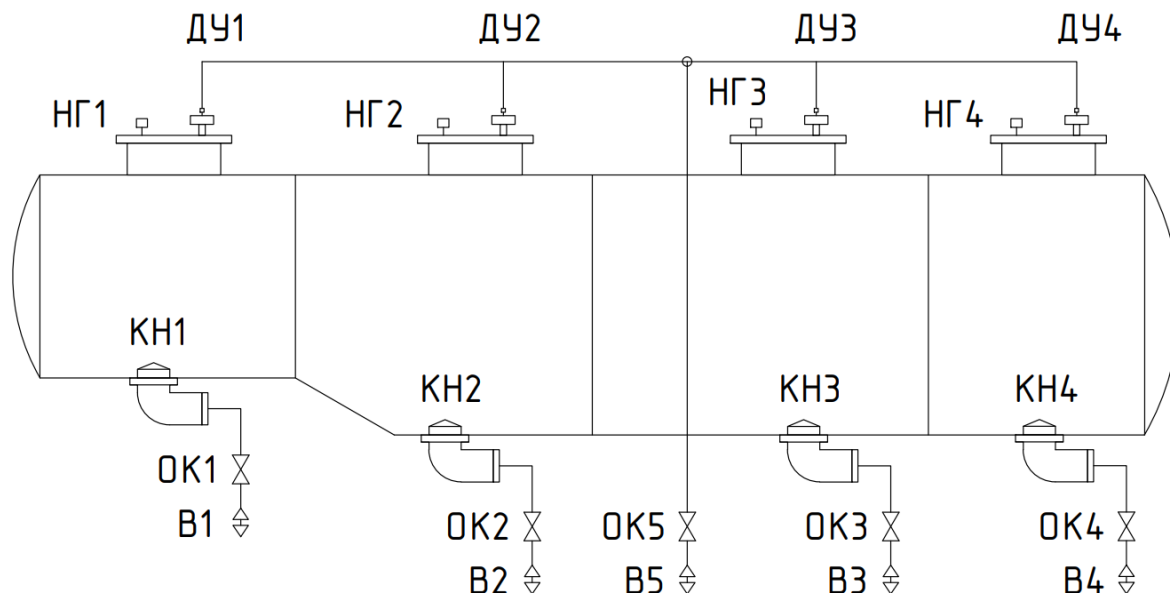 ДУ1 ДУ2 ДУ3 ДУ4
НГ1 НГ2 НГ3 НГ4
КН1 КН2 КН3 КН4
ОК1
В1 ОК2 ОК5 ОК3 ОК4
В2 В5 В3 В4